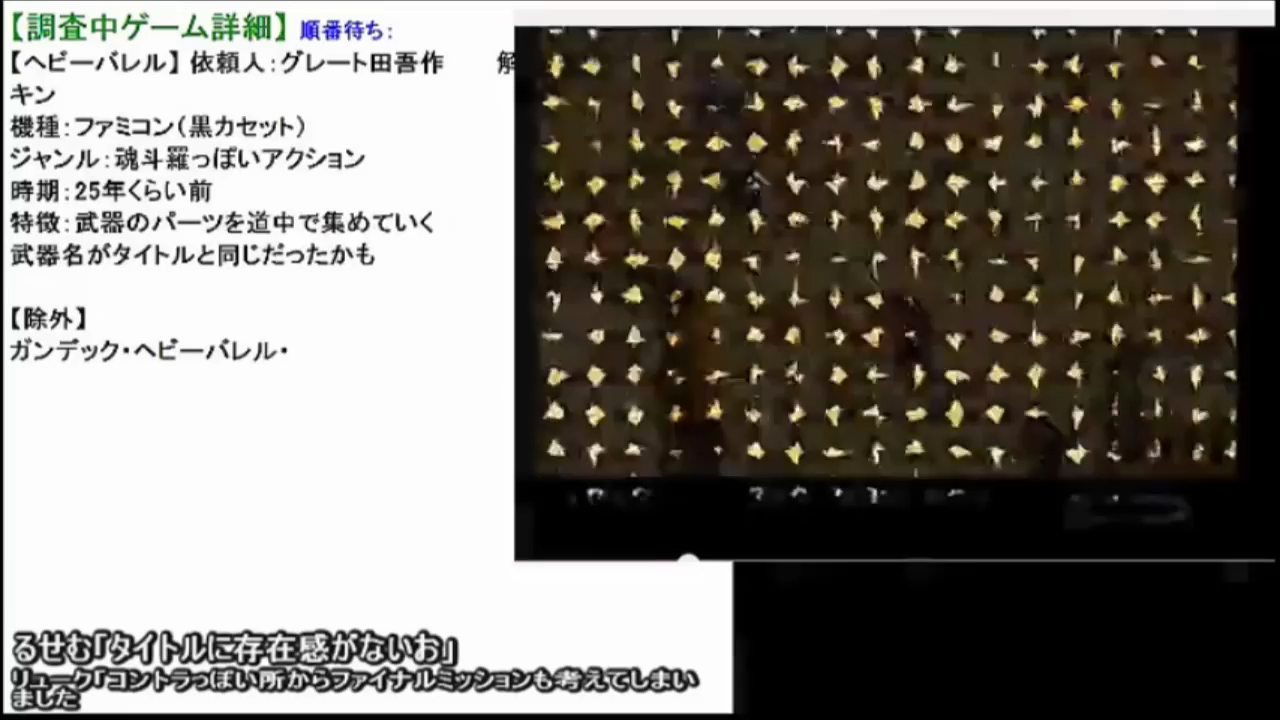 【調査中ゲーム詳細】 順番待ち：
【ヘビーバレル】 依頼人：グレート田吾作 解
キン
機種：ファミコン（黒カセット）
ジャンル：魂斗羅っぽいアクション
時期：25年くらい前
特徴：武器のパーツを道中で集めていく
武器名がタイトルと同じだったかも
【除外】
ガンデック・ヘビーバレル・
るせむ「タイトルに存在感がないお」
リューク「コントラっぽい所からファイナルミッションも考えてしまい
ました